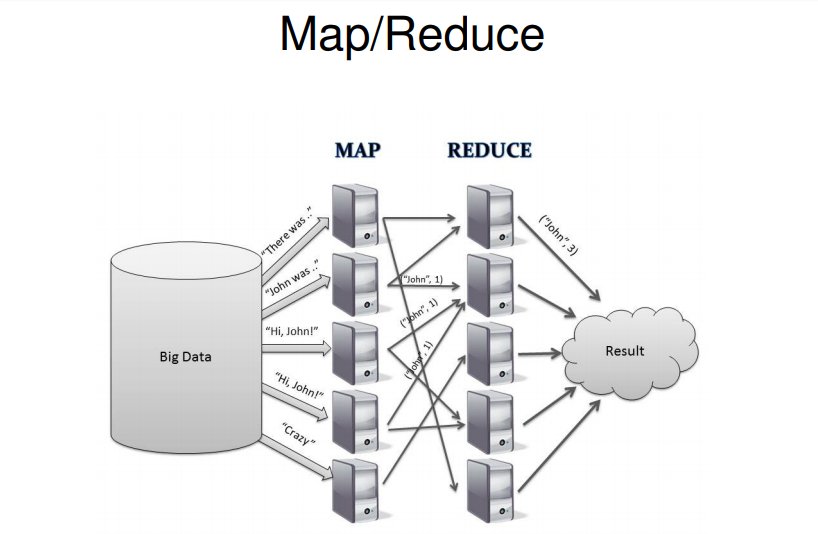 Map/Reduce
MAP
REDUCE
"There was .."
"John was .."
"Hi, John!"
"Hi, John!"
"Crazy"
Big Data
("John", 1)
("John", 1)
("John", 1)
("John", 3)
Result